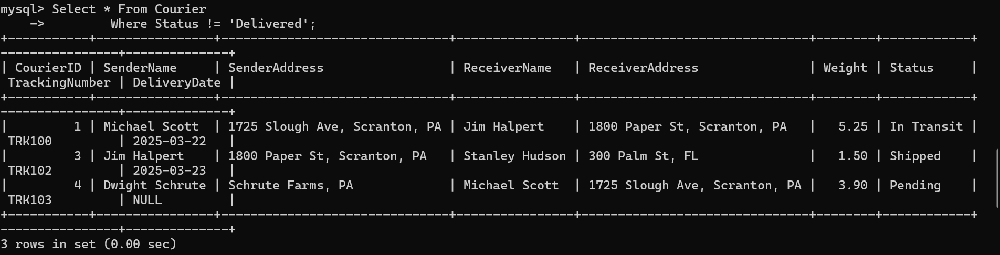 mysql> Select * From Courier
    ->         Where Status != 'Delivered';
+-----------+----------------+-------------------------------+----------------+-------------------------------+--------+------------+
----------------+--------------+
| CourierID | SenderName     | SenderAddress                 | ReceiverName   | ReceiverAddress               | Weight | Status     |
 TrackingNumber | DeliveryDate |
+-----------+----------------+-------------------------------+----------------+-------------------------------+--------+------------+
----------------+--------------+
|         1 | Michael Scott  | 1725 Slough Ave, Scranton, PA | Jim Halpert    | 1800 Paper St, Scranton, PA   |   5.25 | In Transit |
 TRK100         | 2025-03-22   |
|         3 | Jim Halpert    | 1800 Paper St, Scranton, PA   | Stanley Hudson | 300 Palm St, FL               |   1.50 | Shipped    |
 TRK102         | 2025-03-23   |
|         4 | Dwight Schrute | Schrute Farms, PA             | Michael Scott  | 1725 Slough Ave, Scranton, PA |   3.90 | Pending    |
 TRK103         | NULL         |
+-----------+----------------+-------------------------------+----------------+-------------------------------+--------+------------+
----------------+--------------+
3 rows in set (0.00 sec)